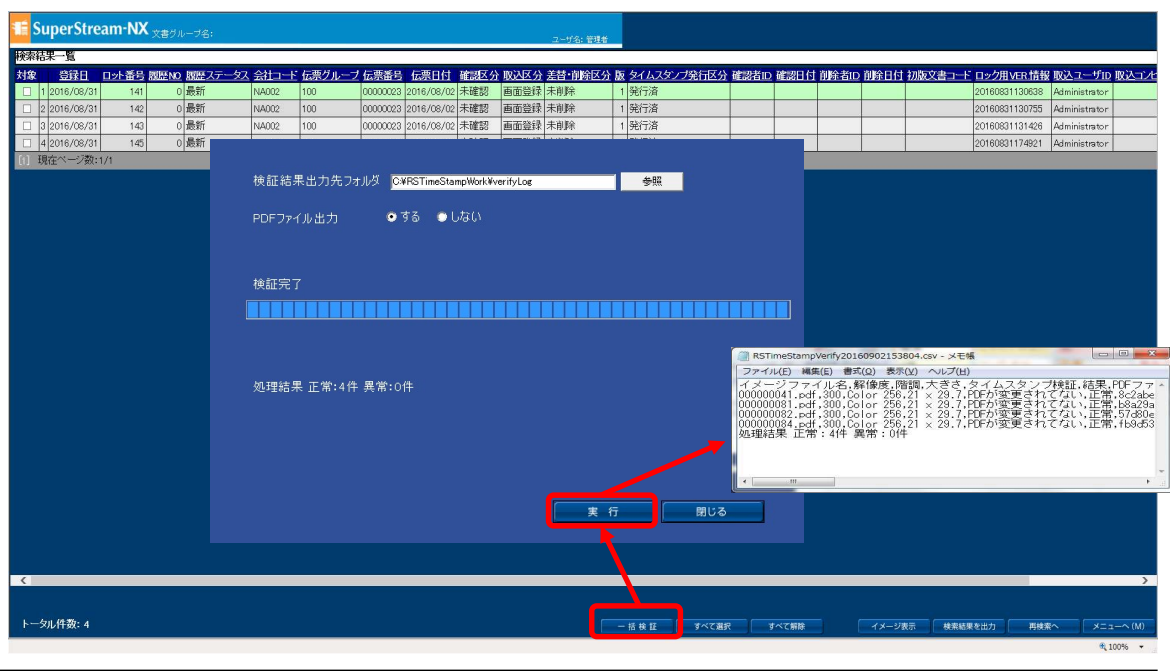 SuperStream-NX 文書グループ名: ユーザ名: 管理者
検索結果一覧
対象 登録日 ロット番号 履歴NO 履歴ステータス 会社コード 伝票グループ 伝票番号 伝票日付 確認区分 取込区分 差替・削除区分 版 タイムスタンプ発行区分 確認者ID 確認日付 削除者ID 削除日付 初版文書コード ロック用VER.情報 取込ユーザID 取込コンピ
1 2016/08/31 141 0 最新 NA002 100 00000023 2016/08/02 未確認 画面登録 未削除 1 発行済 20160831130638 Administrator
2 2016/08/31 142 0 最新 NA002 100 00000023 2016/08/02 未確認 画面登録 未削除 1 発行済 20160831130755 Administrator
3 2016/08/31 143 0 最新 NA002 100 00000023 2016/08/02 未確認 画面登録 未削除 1 発行済 20160831131426 Administrator
4 2016/08/31 145 0 最新 20160831174921 Administrator
[1] 現在ページ数:1/1
検証結果出力先フォルダ C:¥RSTimeStampWork¥verifyLog 参照
PDFファイル出力 する しない
検証完了
処理結果 正常:4件 異常:0件
RSTimeStampVerify20160902153804.csv - メモ帳
ファイル(F) 編集(E) 書式(O) 表示(V) ヘルプ(H)
イメージファイル名,解像度,階調,大きさ,タイムスタンプ検証,結果,PDFファ
000000041.pdf,300,Color 256,21 x 29.7,PDFが変更されてない,正常,8c2abe
000000081.pdf,300,Color 256,21 x 29.7,PDFが変更されてない,正常,b8a29a
000000082.pdf,300,Color 256,21 x 29.7,PDFが変更されてない,正常,57d80e
000000084.pdf,300,Color 256,21 x 29.7,PDFが変更されてない,正常,fb9d53
処理結果 正常：4件 異常：0件
実 行 閉じる
トータル件数: 4
一括検証 すべて選択 すべて解除 イメージ表示 検索結果を出力 再検索へ メニューへ(M)
100%